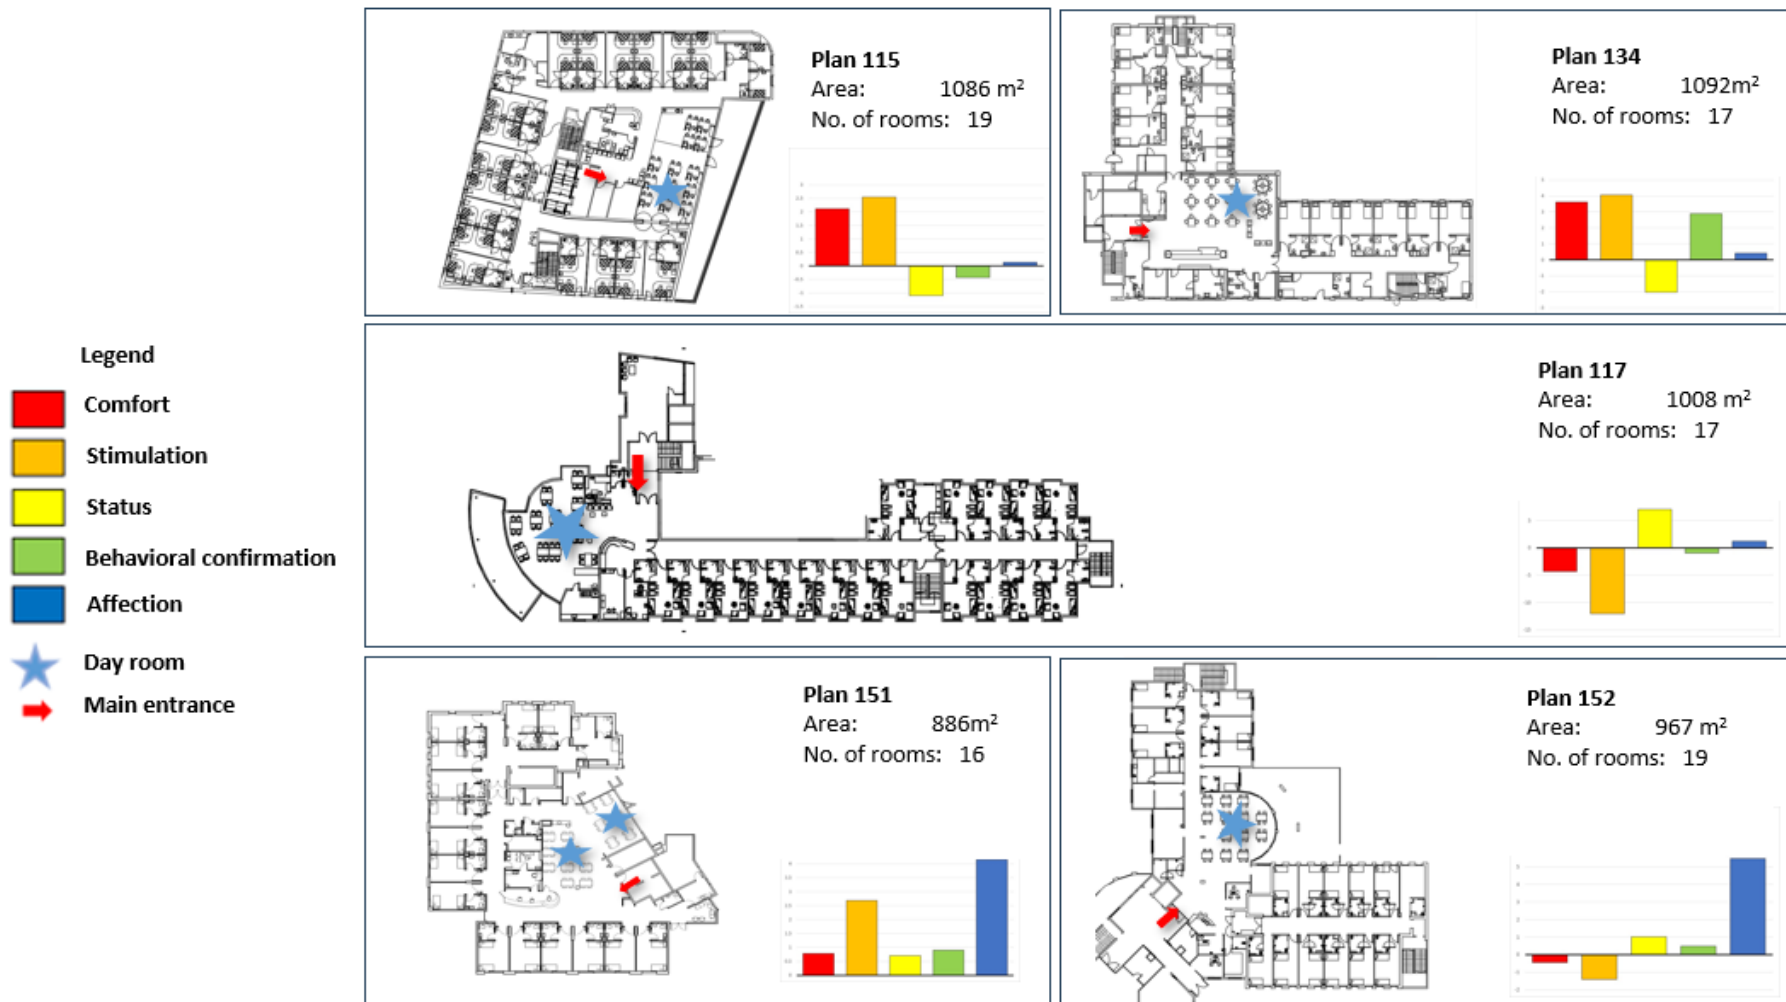 Plan 115
Area: 1086 m²
No. of rooms: 19
Plan 134
Area: 1092m²
No. of rooms: 17
Legend
Comfort
Stimulation
Status
Behavioral confirmation
Affection
Day room
Main entrance
Plan 117
Area: 1008 m²
No. of rooms: 17
Plan 151
Area: 886m²
No. of rooms: 16
Plan 152
Area: 967 m²
No. of rooms: 19